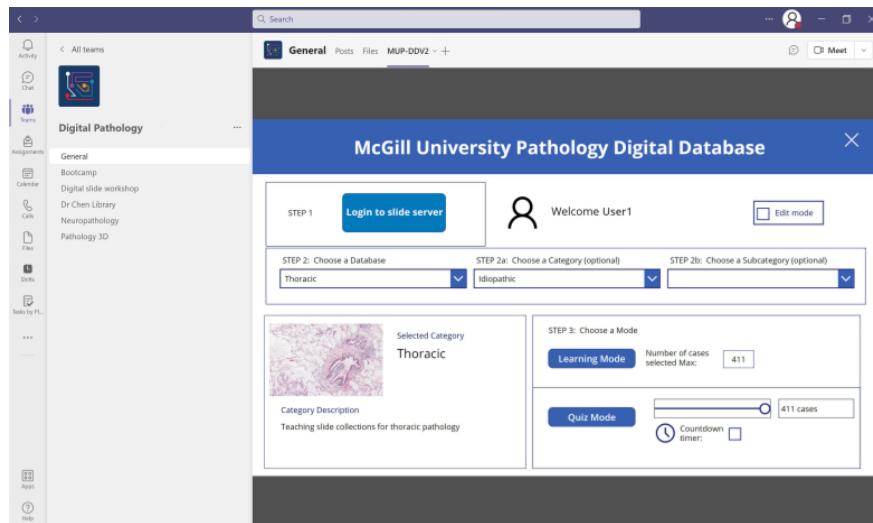 Search
Activity
Chat
Teams
Assignments
Calendar
Calls
Files
Shifts
Tasks by Pl...
Apps
Help
All teams
Digital Pathology
General
Bootcamp
Digital slide workshop
Dr Chen Library
Neuropathology
Pathology 3D
General Posts Files MUP-DDV2
Meet
McGill University Pathology Digital Database
STEP 1
Login to slide server
Welcome User1
Edit mode
STEP 2: Choose a Database
Thoracic
STEP 2a: Choose a Category (optional)
Idiopathic
STEP 2b: Choose a Subcategory (optional)
Selected Category
Thoracic
Category Description
Teaching slide collections for thoracic pathology
STEP 3: Choose a Mode
Learning Mode
Number of cases
selected Max:
411
Quiz Mode
411 cases
Countdown
timer: